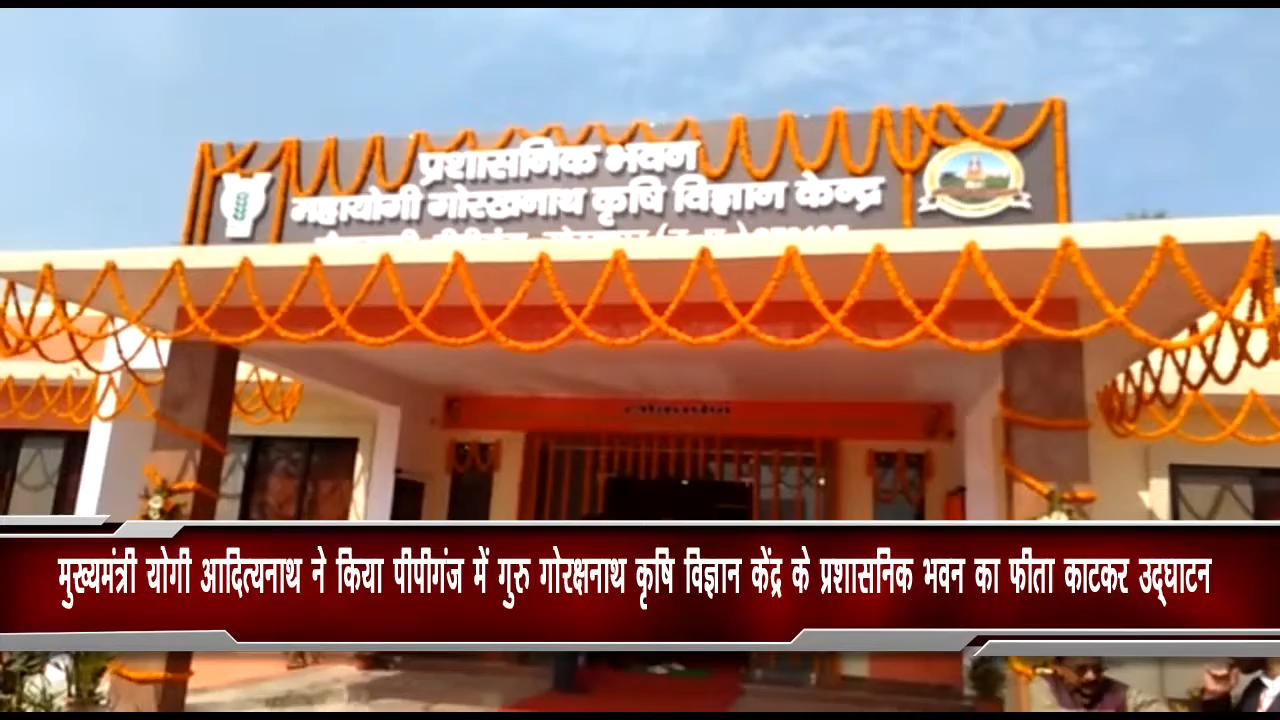 प्रशासनिक भवन
महायोगी गोरखनाथ कृषि विज्ञान केन्द्र
मुख्यमंत्री योगी आदित्यनाथ ने किया पीपीगंज में गुरु गोरक्षनाथ कृषि विज्ञान केंद्र के प्रशासनिक भवन का फीता काटकर उद्घाटन